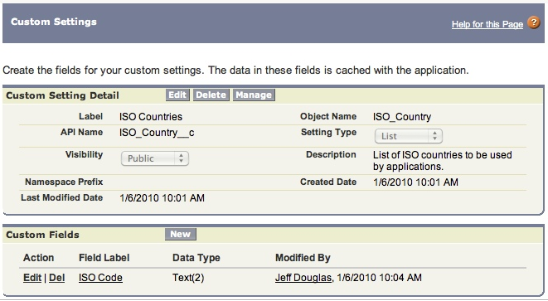 Custom Settings
Help for this Page ?
Create the fields for your custom settings. The data in these fields is cached with the application.
Custom Setting Detail Edit Delete Manage
Label ISO Countries Object Name ISO_Country
API Name ISO_Country__c Setting Type List
Visibility Public Description List of ISO countries to be used by applications.
Namespace Prefix Created Date 1/6/2010 10:01 AM
Last Modified Date 1/6/2010 10:01 AM
Custom Fields New
Action Field Label Data Type Modified By
Edit | Del ISO Code Text(2) Jeff Douglas, 1/6/2010 10:04 AM